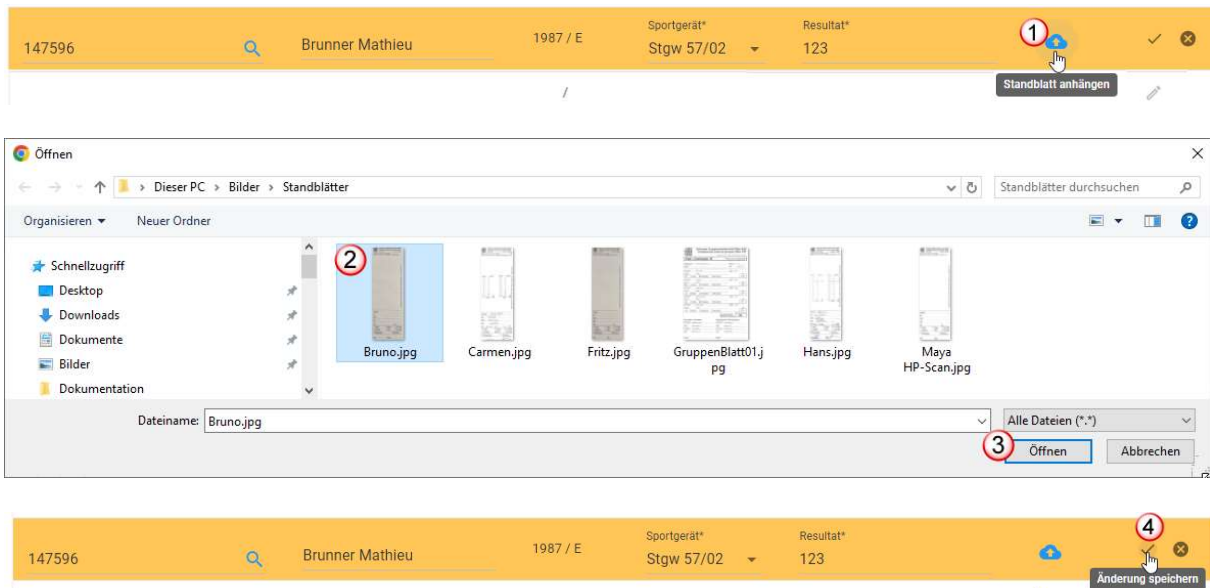 Sportgerät* Resultat*
147596 Brunner Mathieu 1987 / E Stgw 57/02 123
1
Standblatt anhängen
/
Öffnen
Dieser PC > Bilder > Standblätter Standblätter durchsuchen
Organisieren Neuer Ordner
2
Schnellzugriff
Desktop
Downloads
Dokumente
Bilder
Dokumentation
Bruno.jpg Carmen.jpg Fritz.jpg GruppenBlatt01.j Hans.jpg Maya
pg HP-Scan.jpg
Dateiname: Bruno.jpg Alle Dateien (*.*)
3 Öffnen Abbrechen
4
Sportgerät* Resultat*
147596 Brunner Mathieu 1987 / E Stgw 57/02 123
Änderung speichern